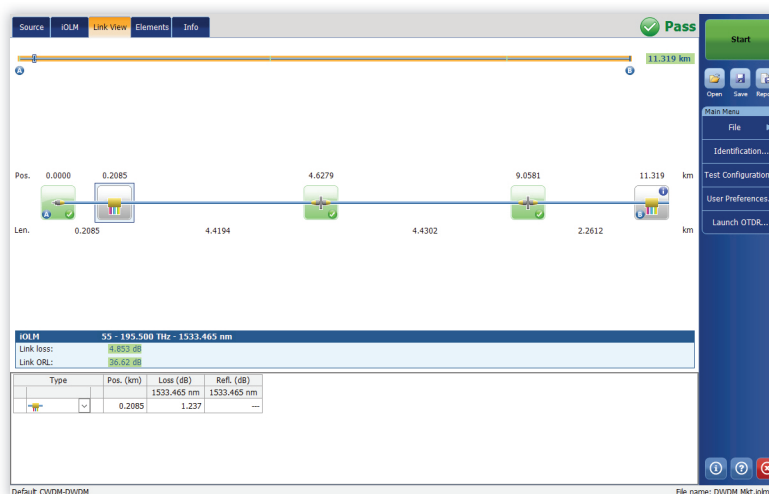 Source iOLM Link View Elements Info Pass
Start
11.319 km
A B
Open Save Repo
Main Menu
File
Identification...
Test Configuration
User Preferences.
Launch OTDR...
Pos. 0.0000 0.2085 4.6279 9.0581 11.319 km
A B
Len. 0.2085 4.4194 4.4302 2.2612 km
iOLM 55 - 195.500 THz - 1533.465 nm
Link loss: 4.853 dB
Link ORL: 36.62 dB
Type Pos. (km) Loss (dB) Refl. (dB)
1533.465 nm 1533.465 nm
0.2085 1.237 ---
Default CWDM-DWDM File name: DWDM Mkt.iolm